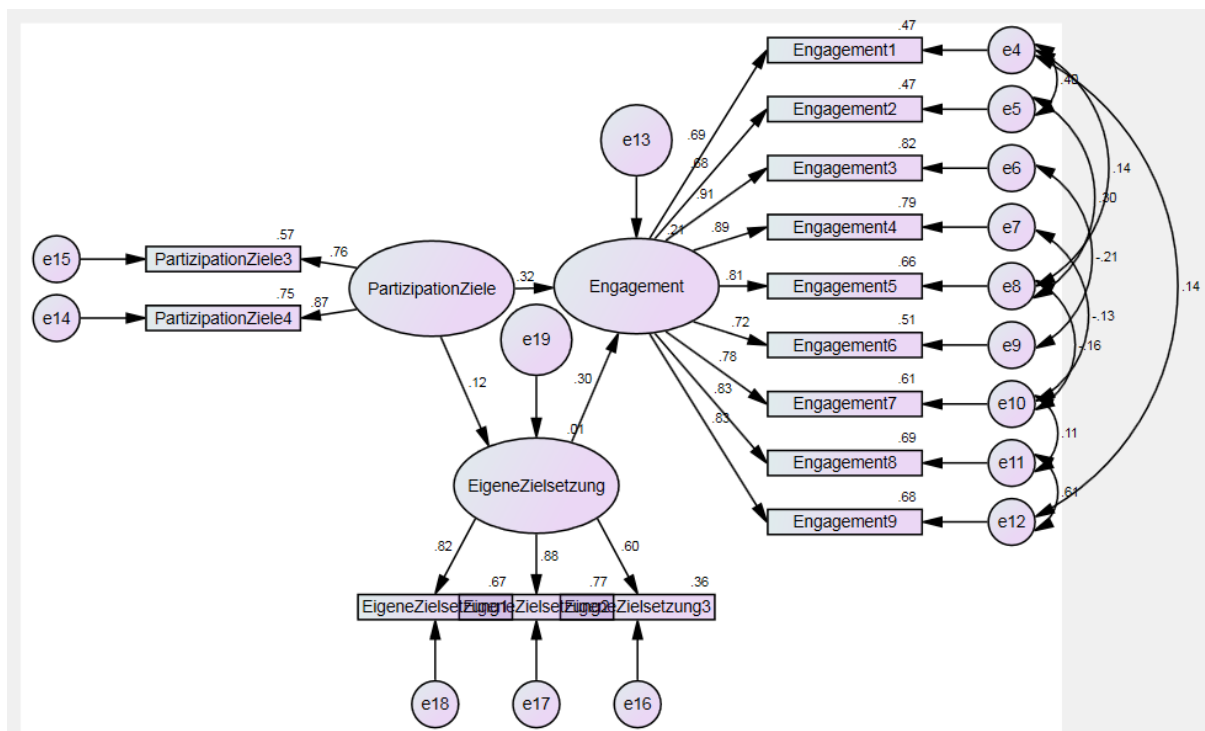 .47
Engagement1
e4
.40
.47
Engagement2
e5
e13
.69
.68
.82
Engagement3
e6
.14
.30
.91
.79
Engagement4
e7
.89
.21
.57
.76
e15
PartizipationZiele3
PartizipationZiele
.32
Engagement
.81
.66
Engagement5
e8
-.21
.14
.75
.87
e14
PartizipationZiele4
-.13
e19
.72
.51
Engagement6
e9
-.16
.78
.12
.30
.83
.61
Engagement7
e10
.83
.01
.11
.69
Engagement8
e11
EigeneZielsetzung
.61
.68
Engagement9
e12
.82
.88
.60
.67
.77
.36
EigeneZielsetzung1
EigeneZielsetzung2
EigeneZielsetzung3
e18
e17
e16